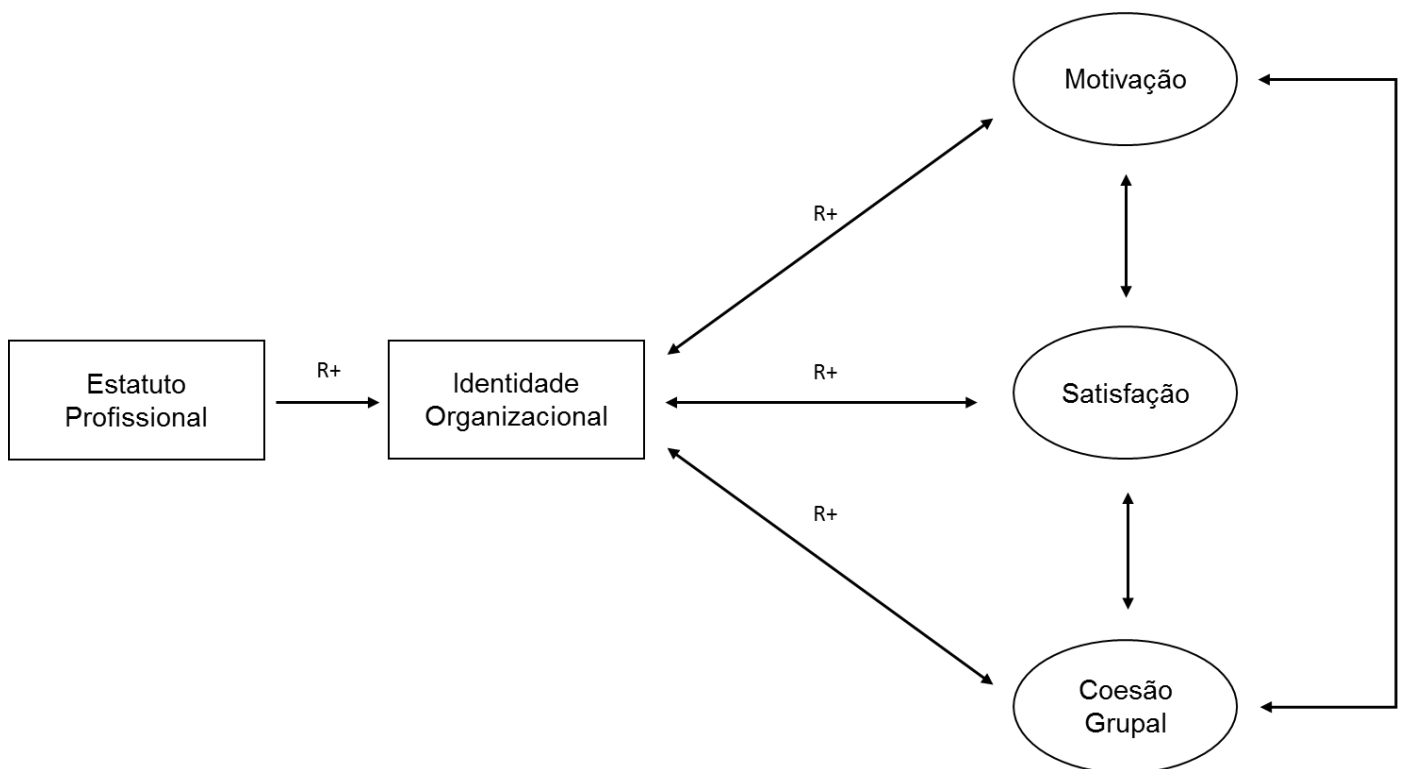 Motivação
R+
Estatuto
Profissional
R+
Identidade
Organizacional
R+
Satisfação
R+
Coesão
Grupal